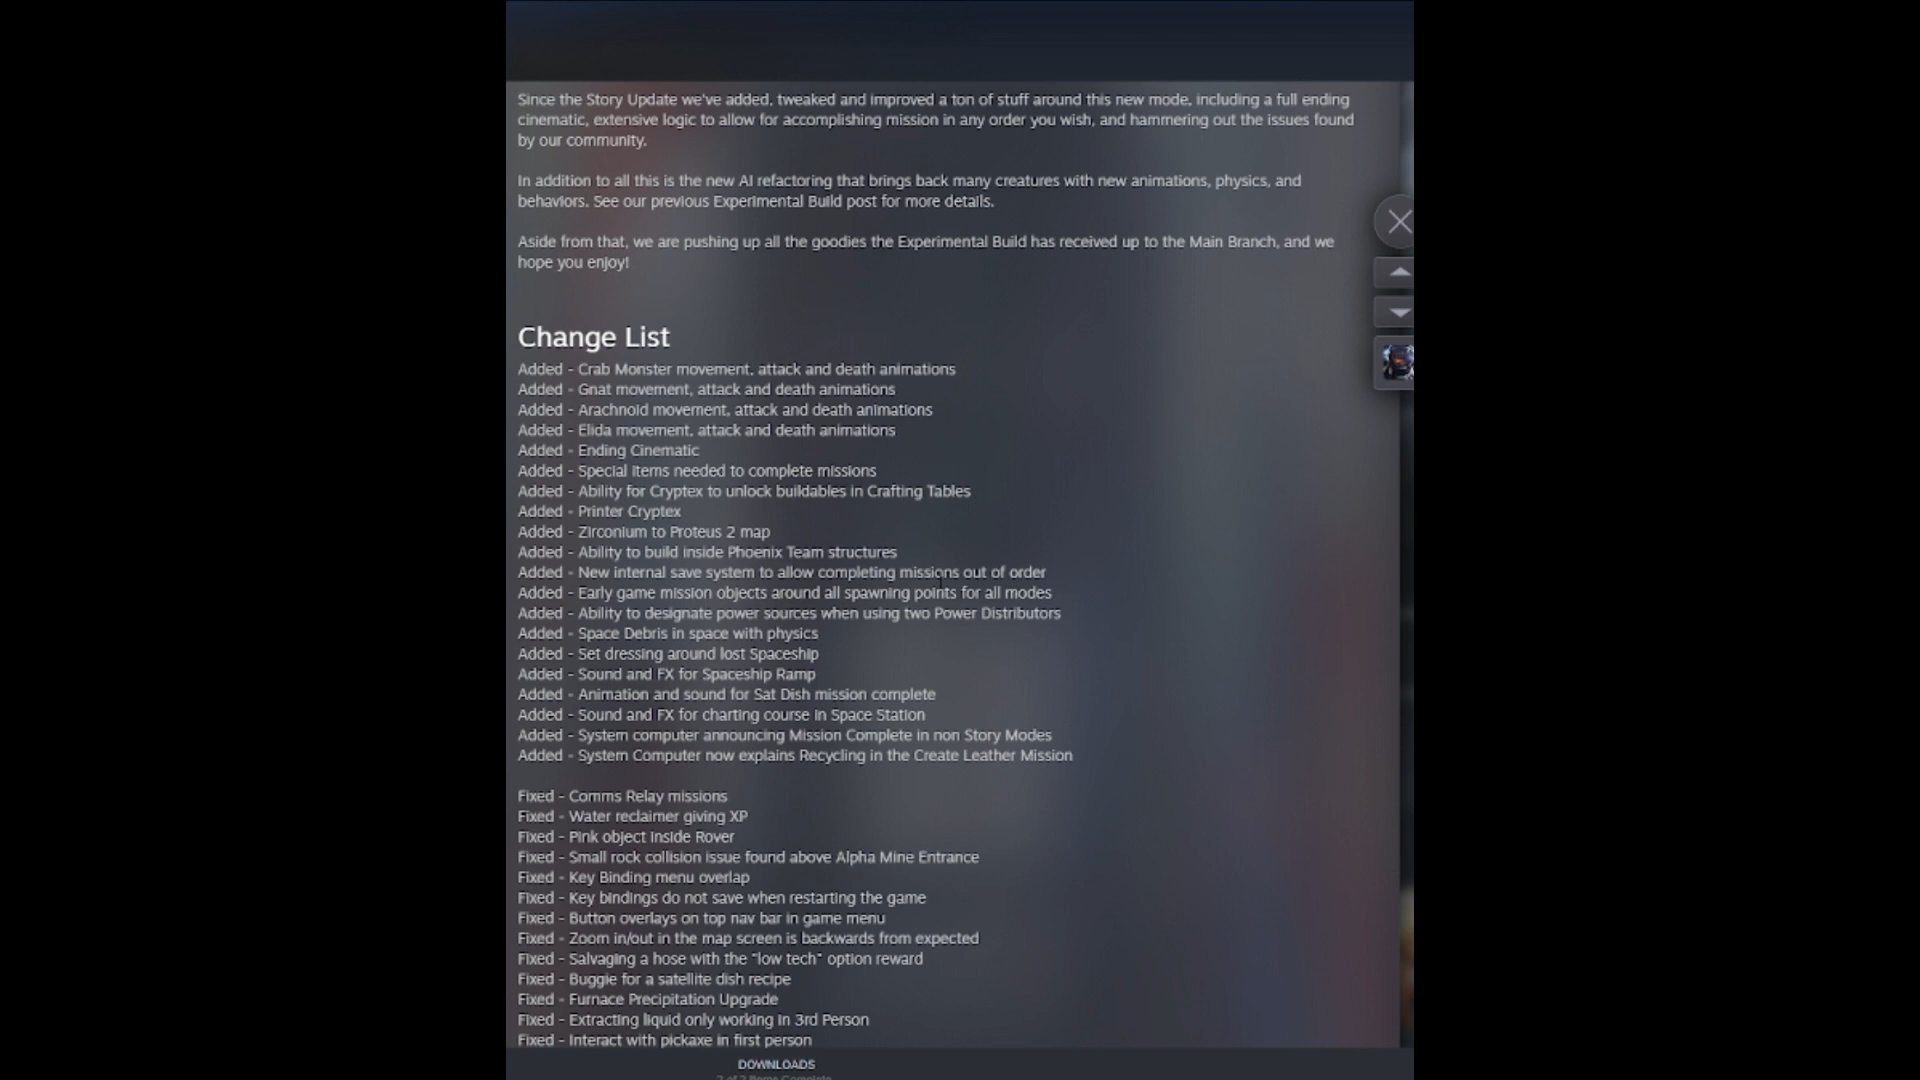 Since the Story Update we've added, tweaked and improved a ton of stuff around this new mode, including a full ending
cinematic, extensive logic to allow for accomplishing mission in any order you wish, and hammering out the issues found
by our community.
In addition to all this is the new AI refactoring that brings back many creatures with new animations, physics, and
behaviors. See our previous Experimental Build post for more details.
Aside from that, we are pushing up all the goodies the Experimental Build has received up to the Main Branch, and we
hope you enjoy!
Change List
Added - Crab Monster movement, attack and death animations
Added - Gnat movement, attack and death animations
Added - Arachnoid movement, attack and death animations
Added - Elida movement, attack and death animations
Added - Ending Cinematic
Added - Special items needed to complete missions
Added - Ability for Cryptex to unlock buildables in Crafting Tables
Added - Printer Cryptex
Added - Zirconium to Proteus 2 map
Added - Ability to build inside Phoenix Team structures
Added - New internal save system to allow completing missions out of order
Added - Early game mission objects around all spawning points for all modes
Added - Ability to designate power sources when using two Power Distributors
Added - Space Debris in space with physics
Added - Set dressing around lost Spaceship
Added - Sound and FX for Spaceship Ramp
Added - Animation and sound for Sat Dish mission complete
Added - Sound and FX for charting course in Space Station
Added - System computer announcing Mission Complete in non Story Modes
Added - System Computer now explains Recycling in the Create Leather Mission
Fixed - Comms Relay missions
Fixed - Water reclaimer giving XP
Fixed - Pink object inside Rover
Fixed - Small rock collision issue found above Alpha Mine Entrance
Fixed - Key Binding menu overlap
Fixed - Key bindings do not save when restarting the game
Fixed - Button overlays on top nav bar in game menu
Fixed - Zoom in/out in the map screen is backwards from expected
Fixed - Salvaging a hose with the "low tech" option reward
Fixed - Buggie for a satellite dish recipe
Fixed - Furnace Precipitation Upgrade
Fixed - Extracting liquid only working in 3rd Person
Fixed - Interact with pickaxe in first person
DOWNLOADS